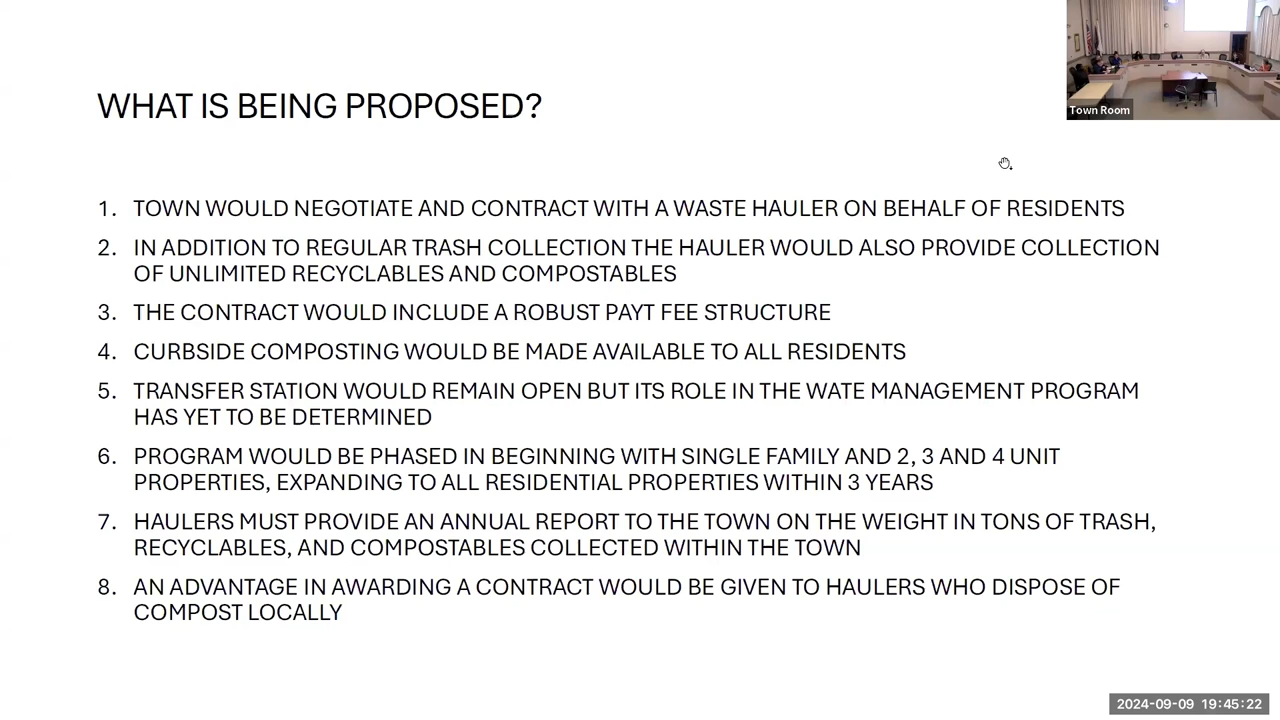 Town Room
WHAT IS BEING PROPOSED?
1. TOWN WOULD NEGOTIATE AND CONTRACT WITH A WASTE HAULER ON BEHALF OF RESIDENTS
2. IN ADDITION TO REGULAR TRASH COLLECTION THE HAULER WOULD ALSO PROVIDE COLLECTION
OF UNLIMITED RECYCLABLES AND COMPOSTABLES
3. THE CONTRACT WOULD INCLUDE A ROBUST PAYT FEE STRUCTURE
4. CURBSIDE COMPOSTING WOULD BE MADE AVAILABLE TO ALL RESIDENTS
5. TRANSFER STATION WOULD REMAIN OPEN BUT ITS ROLE IN THE WATE MANAGEMENT PROGRAM
HAS YET TO BE DETERMINED
6. PROGRAM WOULD BE PHASED IN BEGINNING WITH SINGLE FAMILY AND 2, 3 AND 4 UNIT
PROPERTIES, EXPANDING TO ALL RESIDENTIAL PROPERTIES WITHIN 3 YEARS
7. HAULERS MUST PROVIDE AN ANNUAL REPORT TO THE TOWN ON THE WEIGHT IN TONS OF TRASH,
RECYCLABLES, AND COMPOSTABLES COLLECTED WITHIN THE TOWN
8. AN ADVANTAGE IN AWARDING A CONTRACT WOULD BE GIVEN TO HAULERS WHO DISPOSE OF
COMPOST LOCALLY
2024-09-09 19:45:22